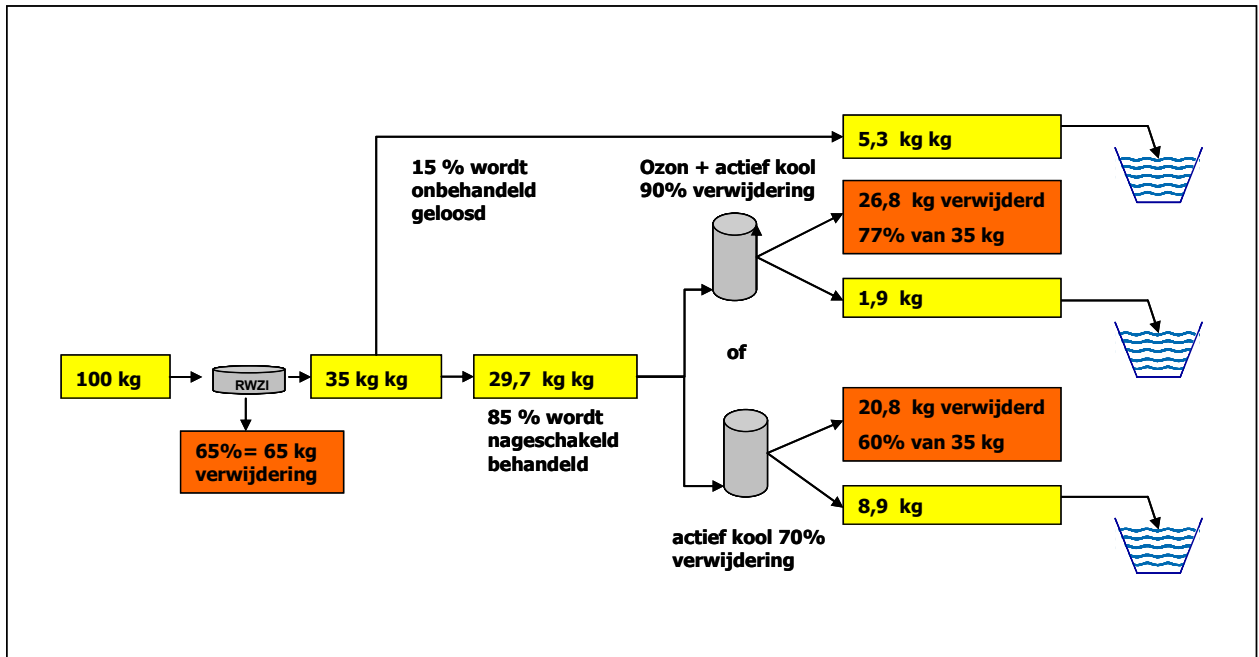 5,3 kg kg
15 % wordt
onbehandeld
geloosd
Ozon + actief kool
90% verwijdering
26,8 kg verwijderd
77% van 35 kg
1,9 kg
of
100 kg
RWZI
35 kg kg
29,7 kg kg
65%= 65 kg
verwijdering
85 % wordt
nageschakeld
behandeld
20,8 kg verwijderd
60% van 35 kg
8,9 kg
actief kool 70%
verwijdering